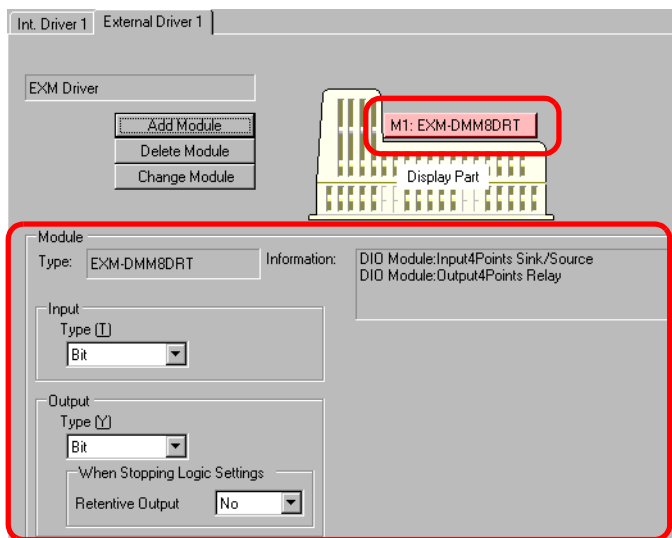 Int. Driver 1 External Driver 1
EXM Driver
Add Module
Delete Module
Change Module
M1: EXM-DMM8DRT
Display Part
Module
Type: EXM-DMM8DRT Information: DIO Module:Input4Points Sink/Source
DIO Module:Output4Points Relay
Input
Type (T)
Bit
Output
Type (Y)
Bit
When Stopping Logic Settings
Retentive Output No